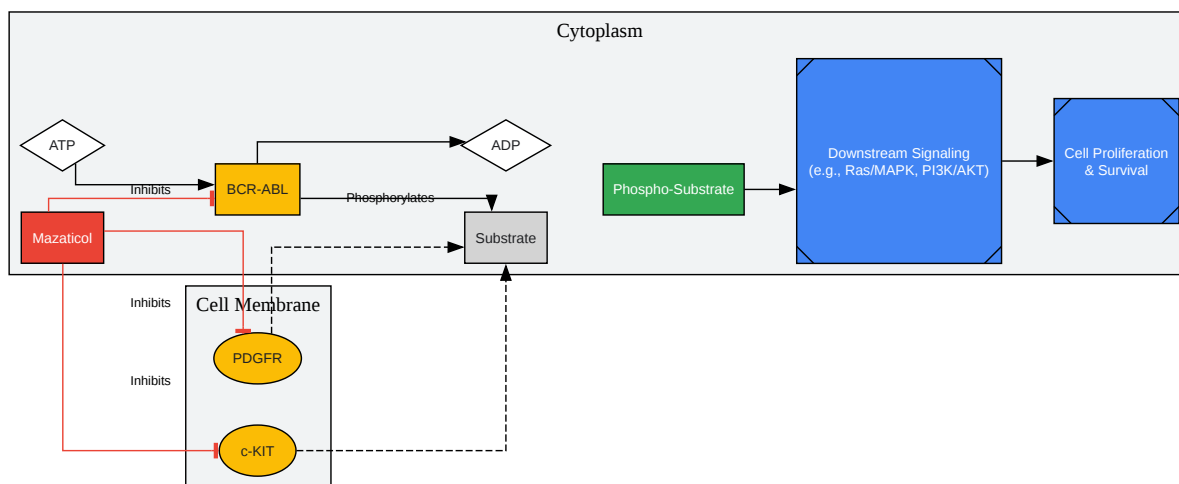 Cytoplasm
ATP
ADP
BCR-ABL
Inhibits
Phosphorylates
Mazaticol
Substrate
Phospho-Substrate
Downstream Signaling
(e.g., Ras/MAPK, PI3K/AKT)
Cell Proliferation
& Survival
Inhibits
Cell Membrane
PDGFR
Inhibits
c-KIT